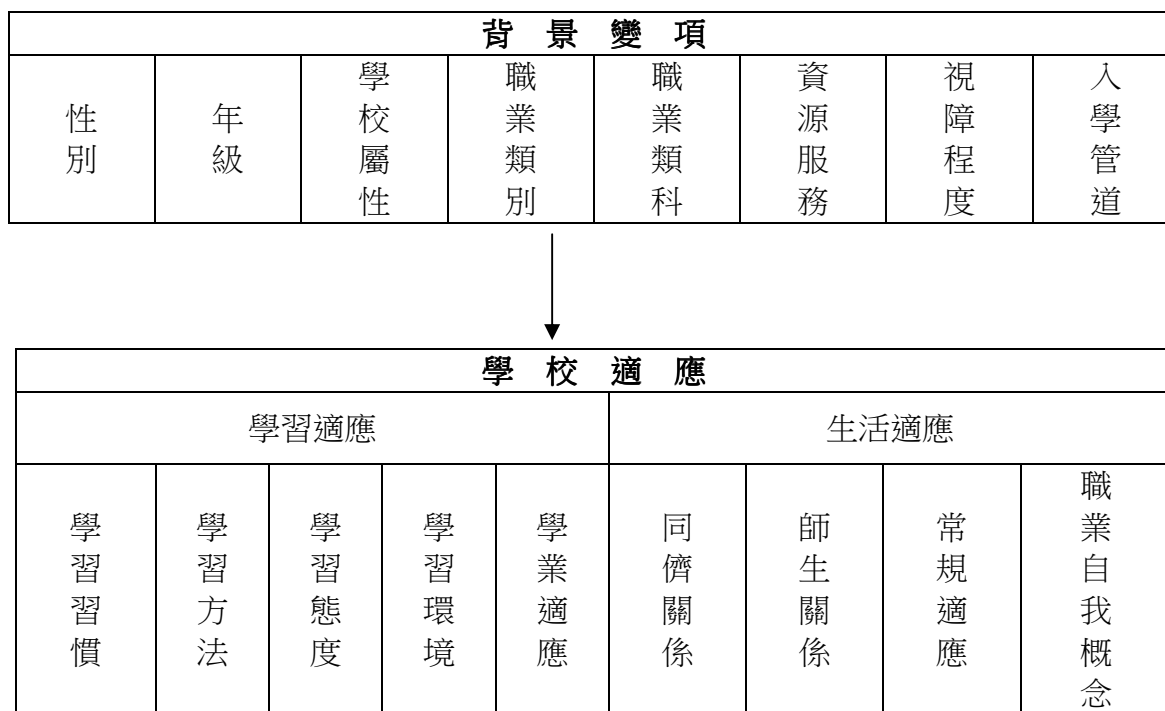 背景變項
性別
年級
學校屬性
職業類別
職業類科
資源服務
視障程度
入學管道
學校適應
學習適應
生活適應
學習習慣
學習方法
學習態度
學習環境
學業適應
同儕關係
師生關係
常規適應
職業自我概念